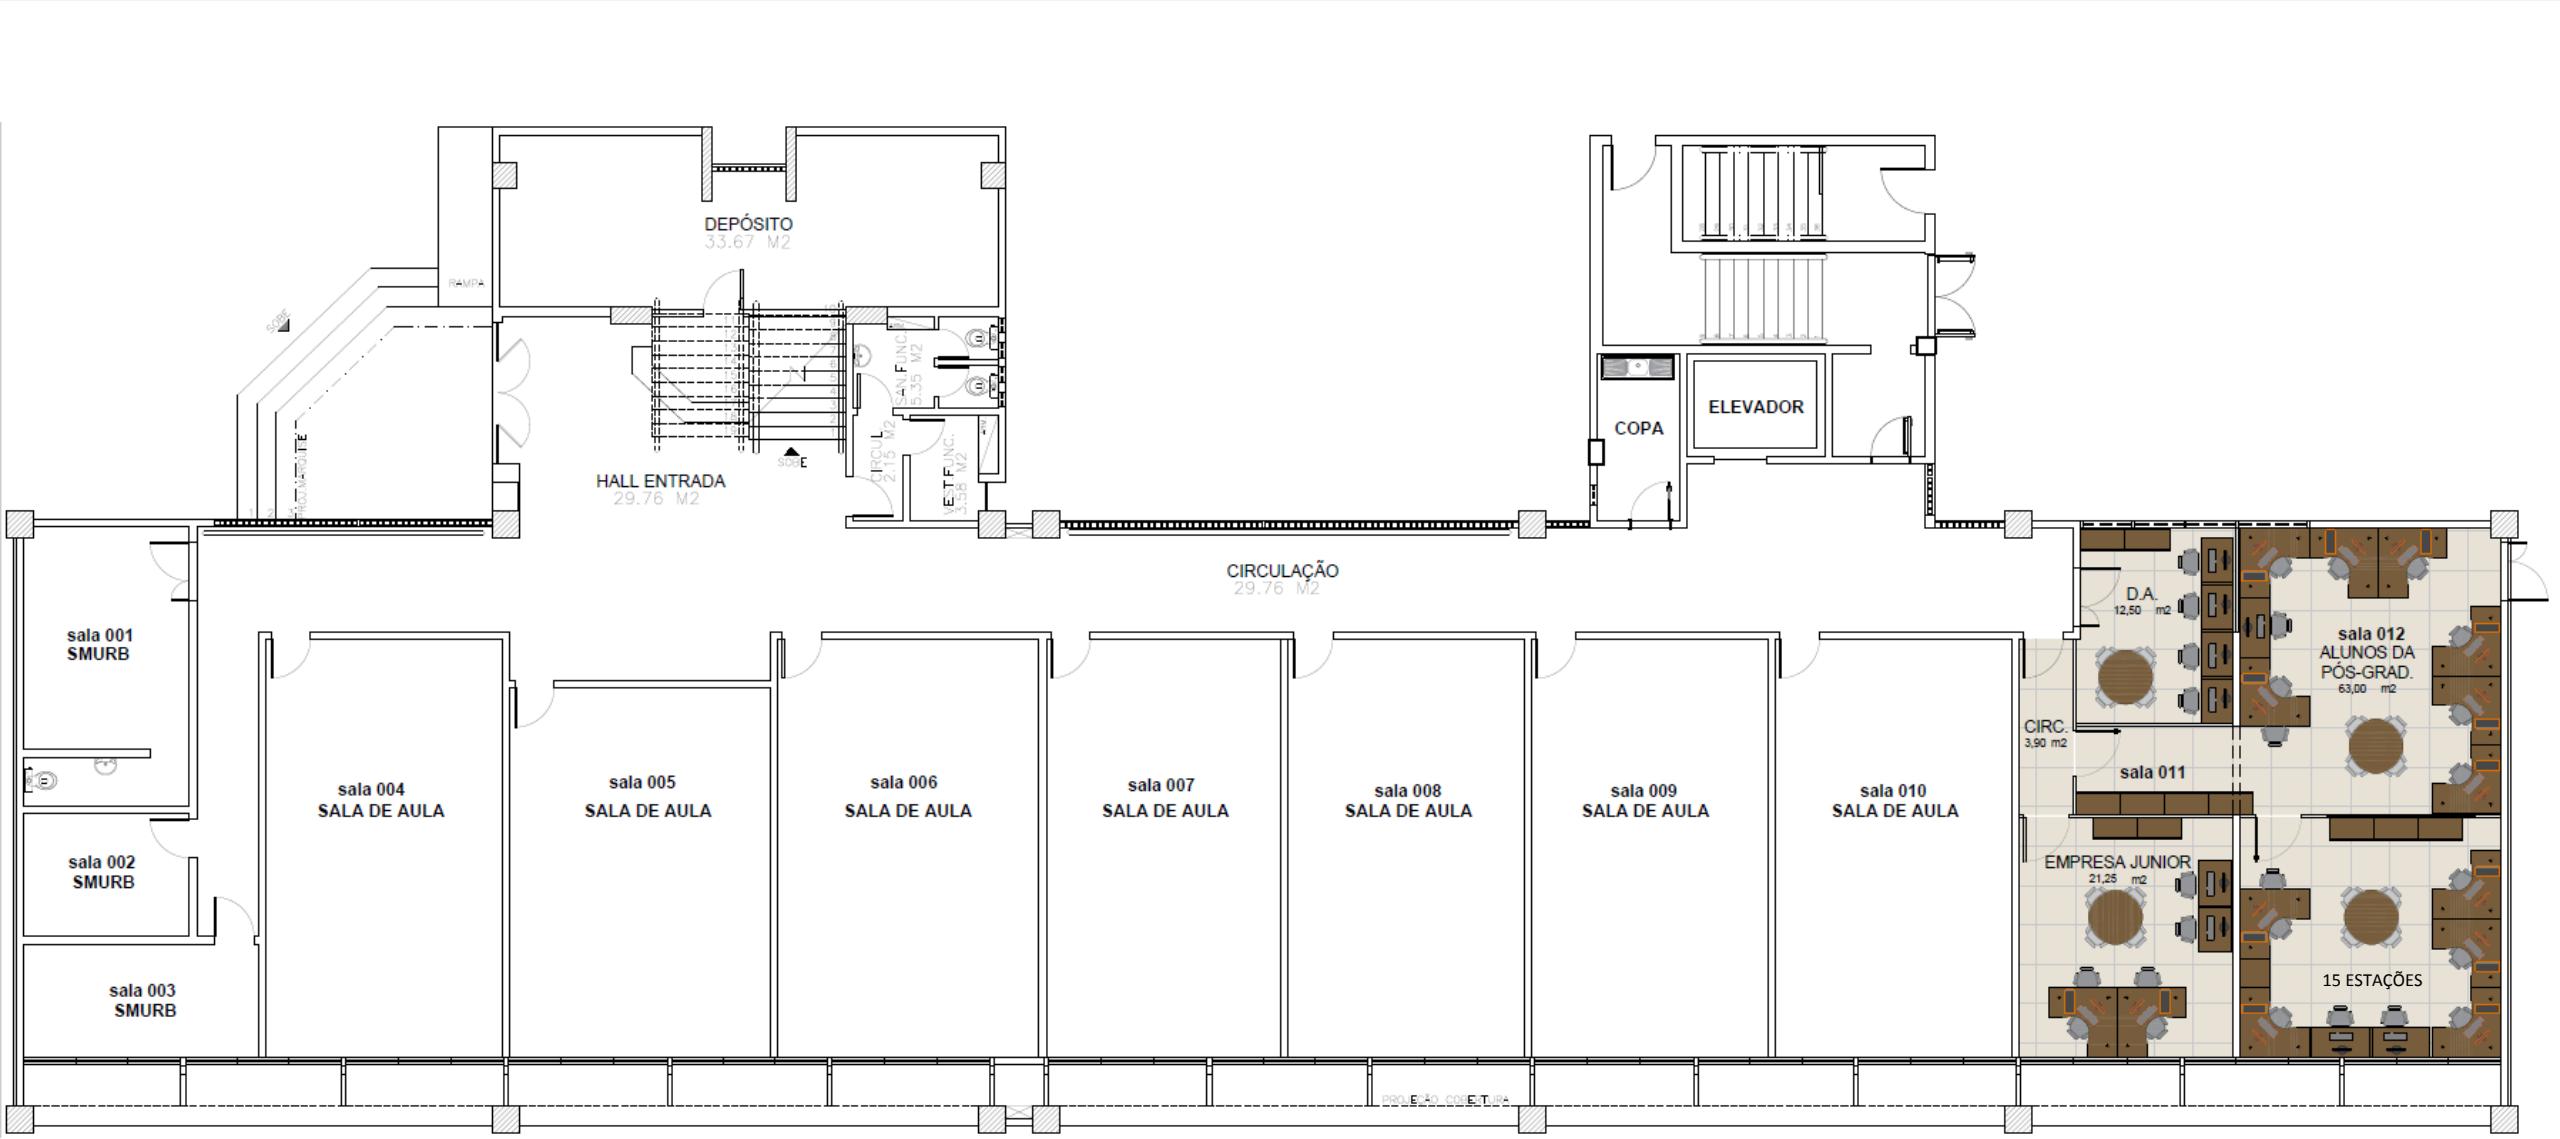 DEPÓSITO
33.67 M2
RAMPA
SOBE
PROJ.MARQUISE
1 2 3
HALL ENTRADA
29.76 M2
SOBE
SAN.FUNC.
5.35 M2
CIRCUL.
2.15 M2
VEST.FUNC.
3.58 M2
COPA
ELEVADOR
CIRCULAÇÃO
29.76 M2
sala 001
SMURB
sala 002
SMURB
sala 003
SMURB
sala 004
SALA DE AULA
sala 005
SALA DE AULA
sala 006
SALA DE AULA
sala 007
SALA DE AULA
sala 008
SALA DE AULA
sala 009
SALA DE AULA
sala 010
SALA DE AULA
D.A.
12,50 m2
CIRC.
3,90 m2
sala 011
sala 012
ALUNOS DA
PÓS-GRAD.
63,00 m2
EMPRESA JUNIOR
21,25 m2
15 ESTAÇÕES
PROJEÇÃO COBERTURA